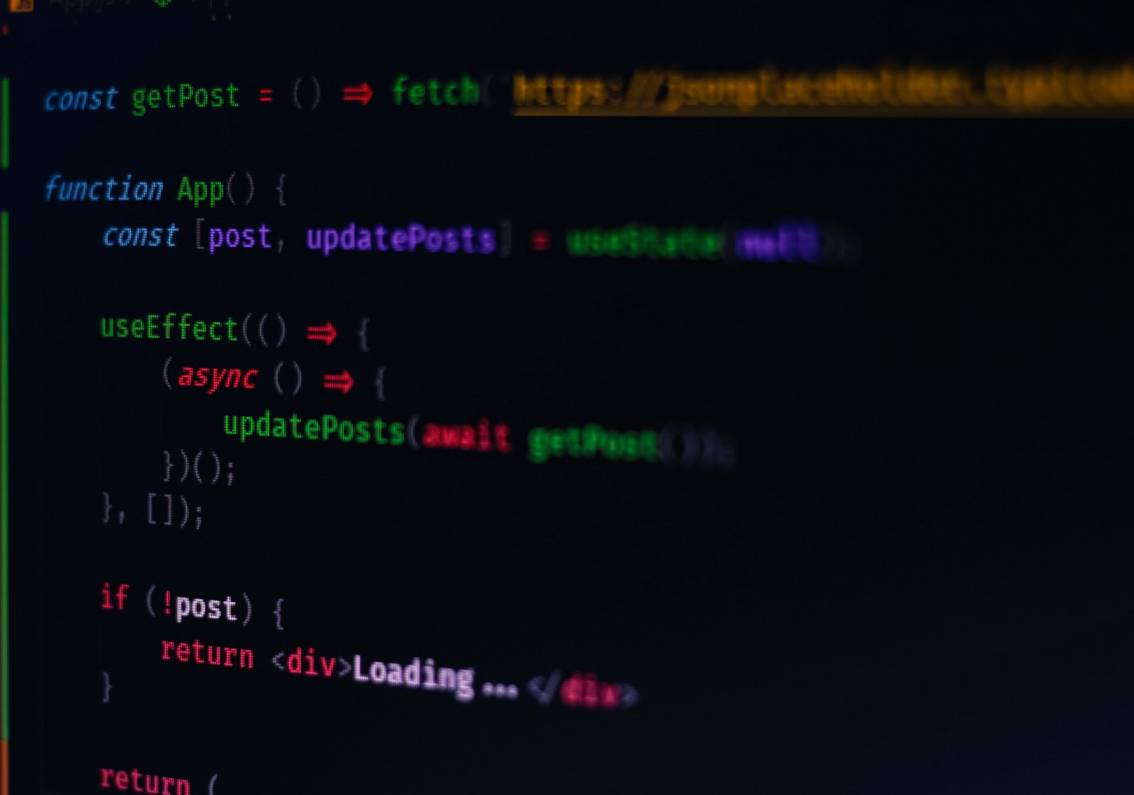 const getPost = () => fetch(https://jsonplaceholder.typicod
function App() {
const [post, updatePosts] = useState(null);
useEffect(() => {
(async () => {
updatePosts(await getPost());
})();
}, []);
if (!post) {
return <div>Loading...</div>
}
return (